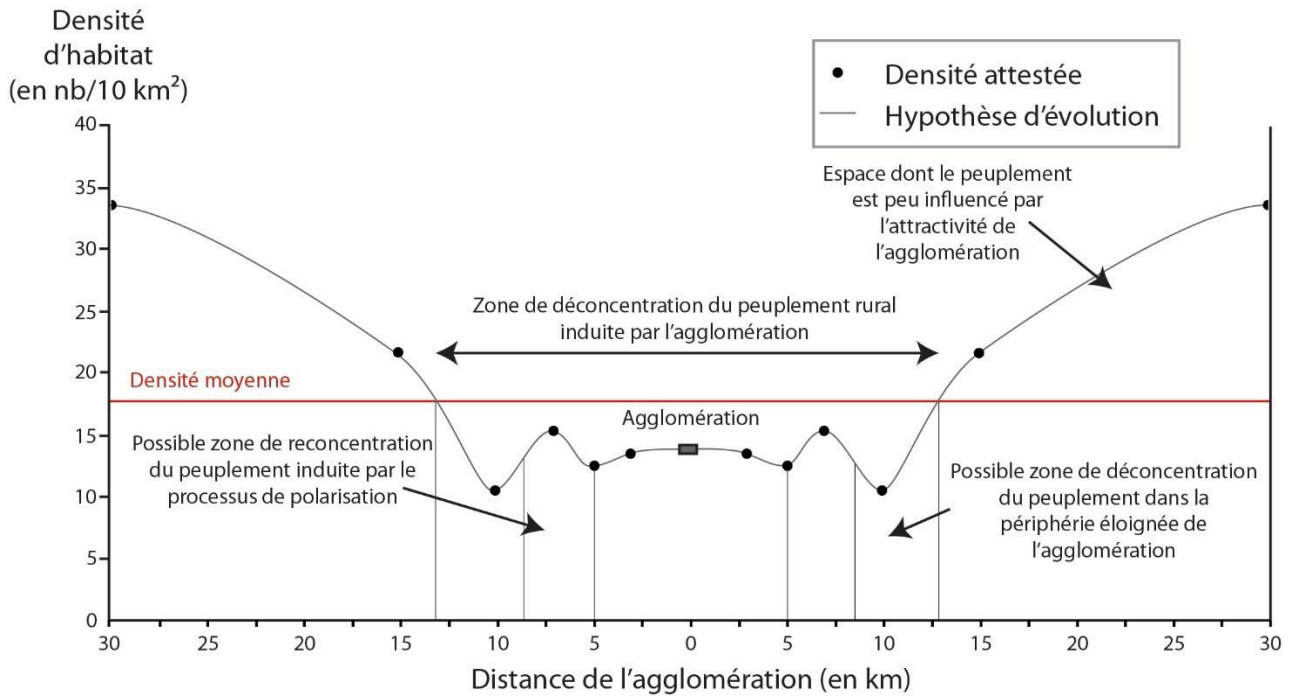 Densité
d'habitat
(en nb/10 km²)
Densité attestée
Hypothèse d'évolution
40
35
30
25
20
15
10
5
0
Espace dont le peuplement
est peu influencé par
l'attractivité de
l'agglomération
Zone de déconcentration du peuplement rural
induite par l'agglomération
Densité moyenne
Agglomération
Possible zone de reconcentration
du peuplement induite par le
processus de polarisation
Possible zone de déconcentration
du peuplement dans la
périphérie éloignée de
l'agglomération
30 25 20 15 10 5 0 5 10 15 20 25 30
Distance de l'agglomération (en km)